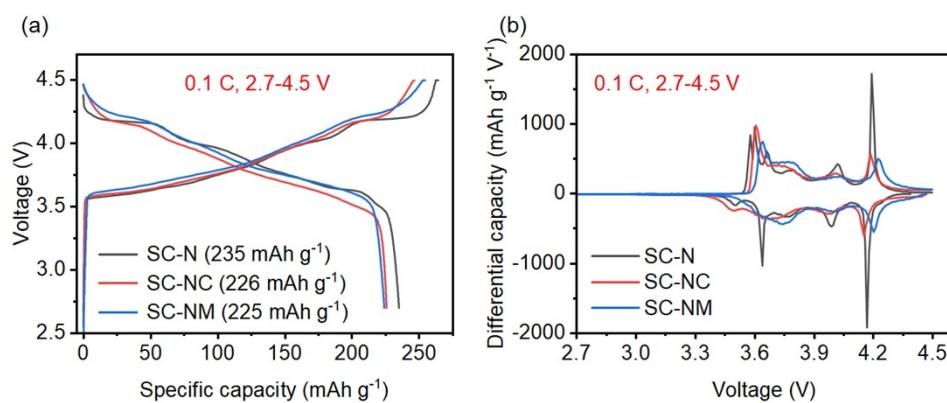 (a)
0.1 C, 2.7-4.5 V
4.5
4.0
3.5
3.0
2.5
Voltage (V)
SC-N (235 mAh g⁻¹)
SC-NC (226 mAh g⁻¹)
SC-NM (225 mAh g⁻¹)
0 50 100 150 200 250
Specific capacity (mAh g⁻¹)
(b)
0.1 C, 2.7-4.5 V
2000
1000
0
-1000
-2000
Differential capacity (mAh g⁻¹ V⁻¹)
SC-N
SC-NC
SC-NM
2.7 3.0 3.3 3.6 3.9 4.2 4.5
Voltage (V)